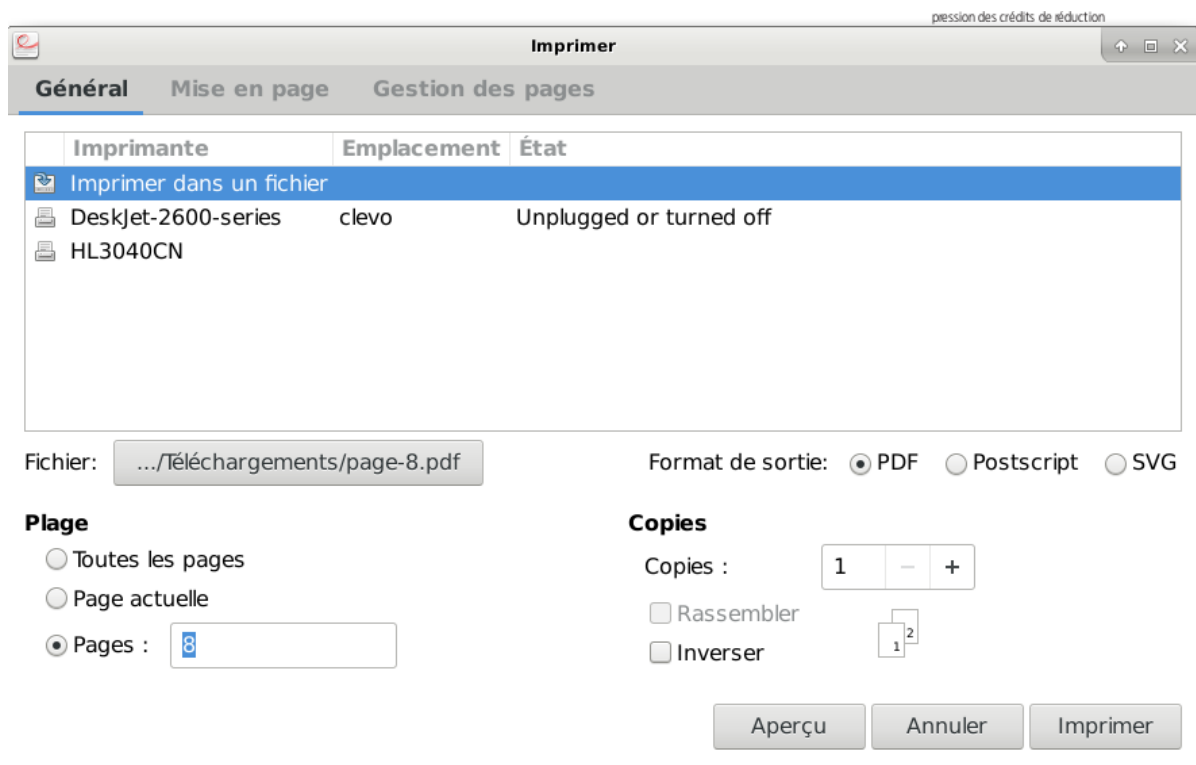 pression des crédits de réduction
Imprimer
Général Mise en page Gestion des pages
Imprimante Emplacement État
Imprimer dans un fichier
DeskJet-2600-series clevo Unplugged or turned off
HL3040CN
Fichier: .../Téléchargements/page-8.pdf Format de sortie: PDF Postscript SVG
Plage Copies
Toutes les pages Copies : 1 − +
Page actuelle Rassembler
Pages : 8 Inverser 1 2
Aperçu Annuler Imprimer